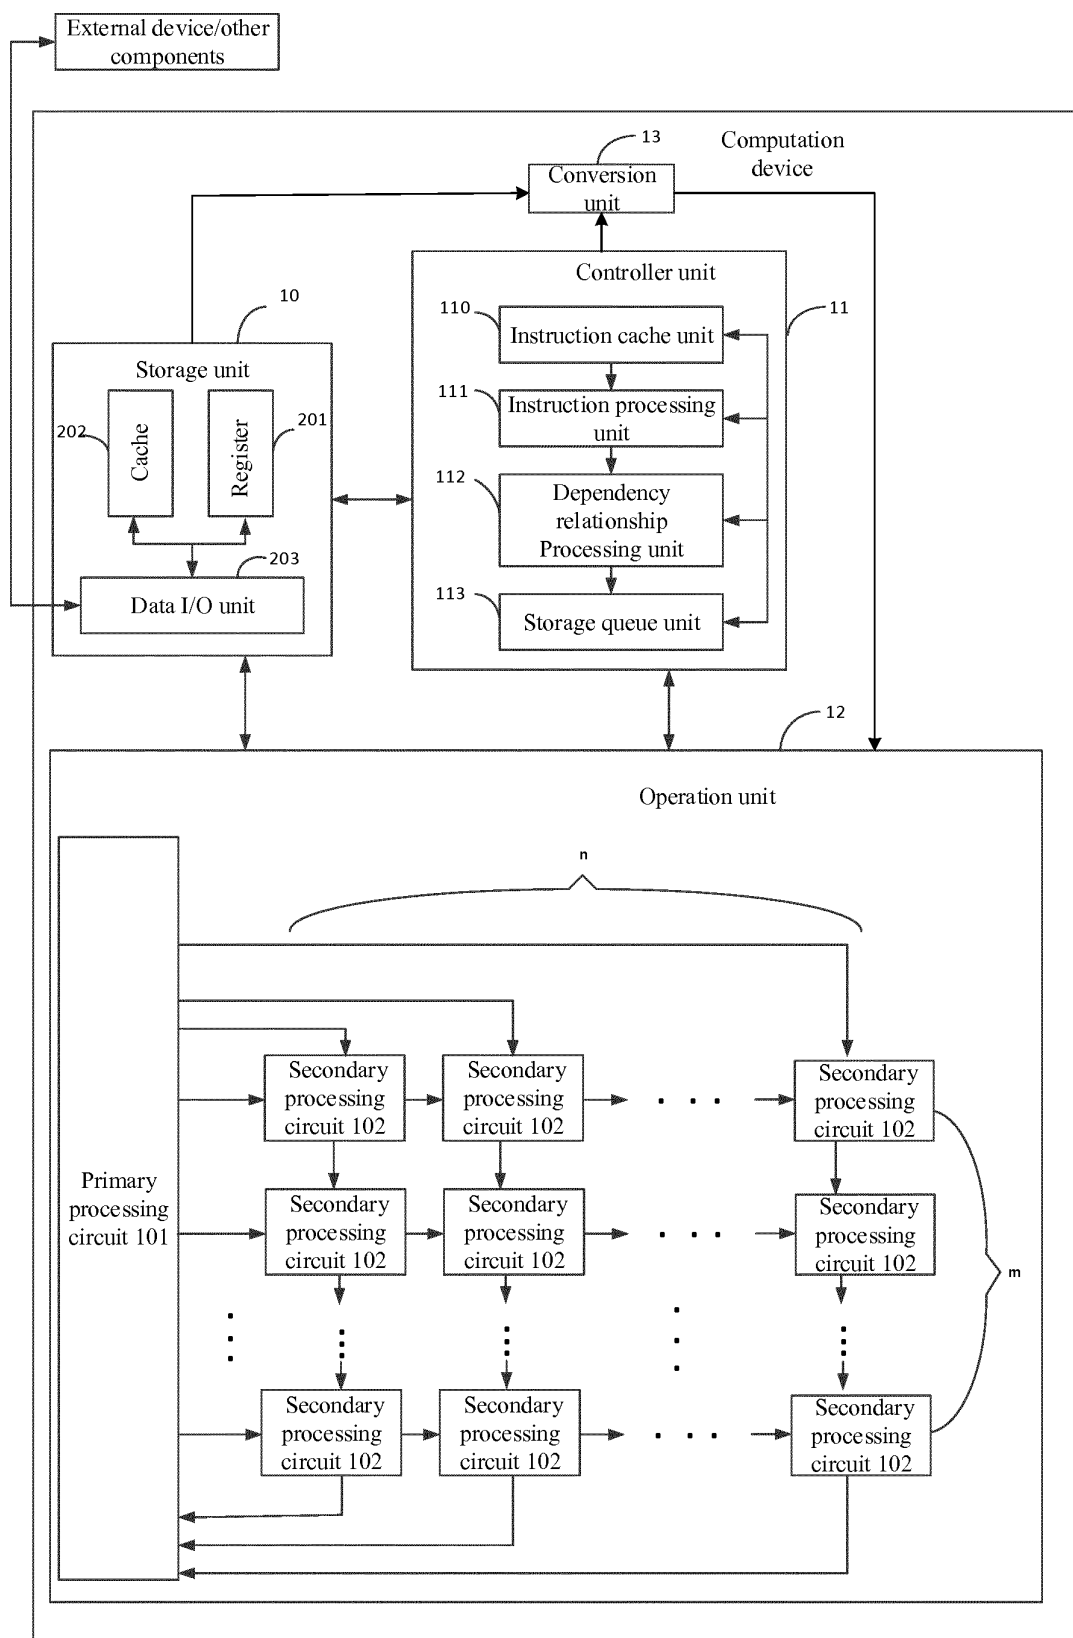 External device/other
components
13
Computation
device
Conversion
unit
Controller unit
10
110
11
Instruction cache unit
Storage unit
111
Instruction processing
unit
202
201
Cache
Register
112
Dependency
relationship
Processing unit
203
113
Data I/O unit
Storage queue unit
12
Operation unit
n
Secondary
processing
circuit 102
Secondary
processing
circuit 102
. . .
Secondary
processing
circuit 102
Primary
processing
circuit 101
Secondary
processing
circuit 102
Secondary
processing
circuit 102
. . .
Secondary
processing
circuit 102
m
Secondary
processing
circuit 102
Secondary
processing
circuit 102
. . .
Secondary
processing
circuit 102